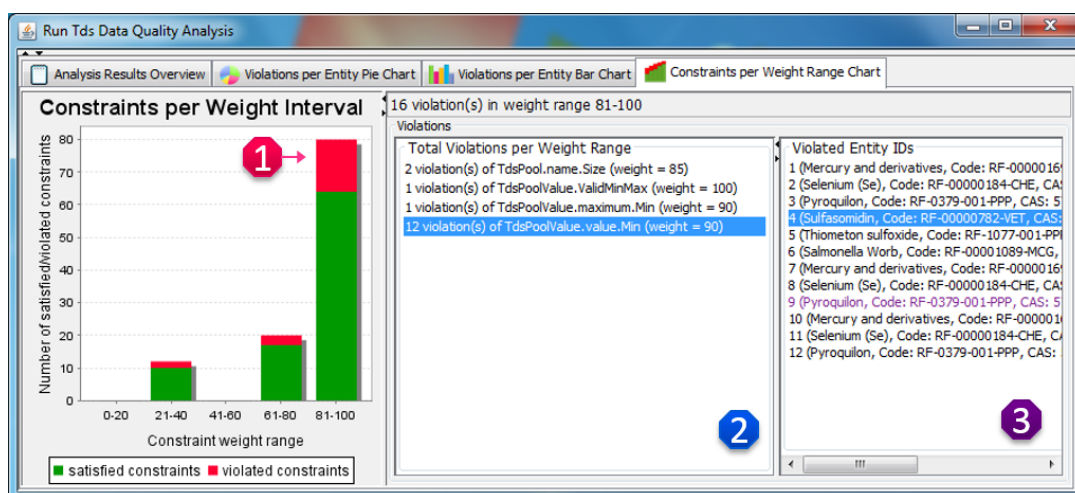 Run Tds Data Quality Analysis
Analysis Results Overview
Violations per Entity Pie Chart
Violations per Entity Bar Chart
Constraints per Weight Range Chart
Constraints per Weight Interval
Number of satisfied/violated constraints
80
70
60
50
40
30
20
10
0
0-20 21-40 41-60 61-80 81-100
Constraint weight range
satisfied constraints violated constraints
1
16 violation(s) in weight range 81-100
Violations
Total Violations per Weight Range
2 violation(s) of TdsPool.name.Size (weight = 85)
1 violation(s) of TdsPoolValue.ValidMinMax (weight = 100)
1 violation(s) of TdsPoolValue.maximum.Min (weight = 90)
12 violation(s) of TdsPoolValue.value.Min (weight = 90)
2
Violated Entity IDs
1 (Mercury and derivatives, Code: RF-0000016
2 (Selenium (Se), Code: RF-00000184-CHE, CA
3 (Pyroquilon, Code: RF-0379-001-PPP, CAS: 5
4 (Sulfasomidin, Code: RF-00000782-VET, CAS:
5 (Thiometon sulfoxide, Code: RF-1077-001-PP
6 (Salmonella Worb, Code: RF-00001089-MCG,
7 (Mercury and derivatives, Code: RF-0000016
8 (Selenium (Se), Code: RF-00000184-CHE, CA
9 (Pyroquilon, Code: RF-0379-001-PPP, CAS: 5
10 (Mercury and derivatives, Code: RF-000001
11 (Selenium (Se), Code: RF-00000184-CHE, C
12 (Pyroquilon, Code: RF-0379-001-PPP, CAS:
3